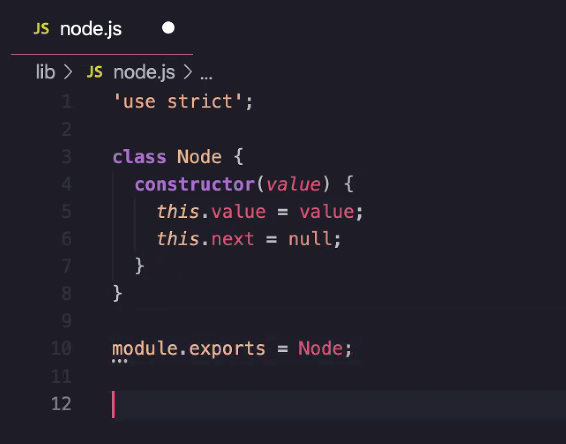 JS node.js
lib > JS node.js > ...
1 'use strict';
2
3 class Node {
4 constructor(value) {
5 this.value = value;
6 this.next = null;
7 }
8 }
9
10 module.exports = Node;
11
12